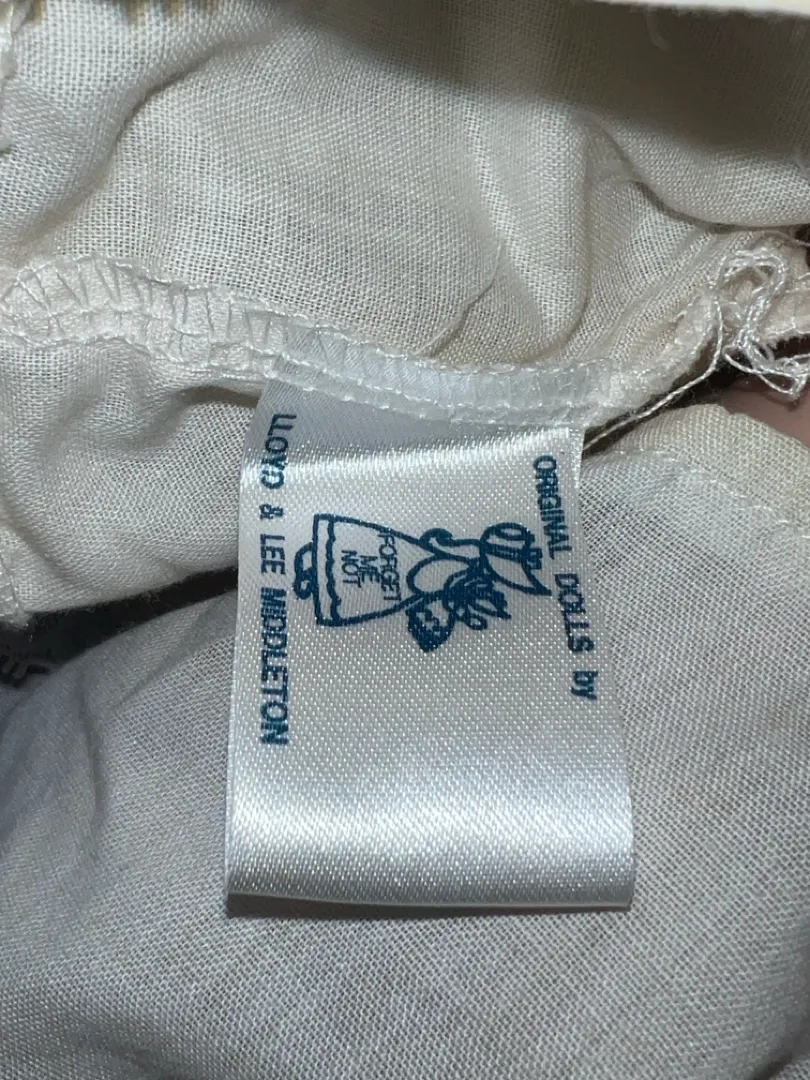 ORIGINAL DOLLS by
FORGET
ME
NOT
LLOYD & LEE MIDDLETON